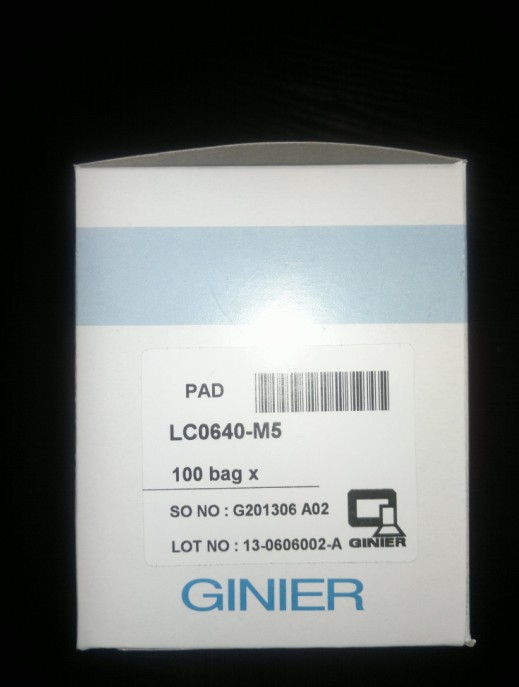 PAD
LC0640-M5
100 bag x
SO NO : G201306 A02
LOT NO : 13-0606002-A
GINIER
GINIER